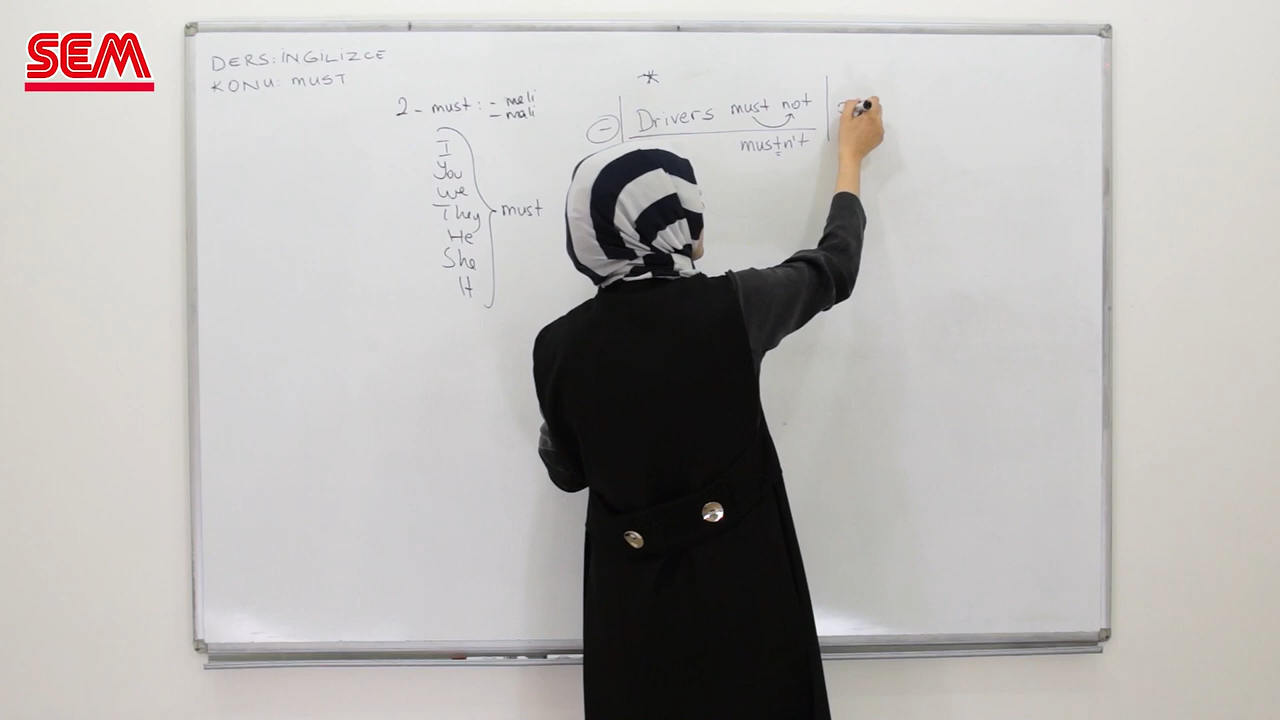 SEM
DERS: İNGİLİZCE
KONU: MUST
2 - must : - meli
- malı
I
You
We
They
He
She
It
must
*
(-) Drivers must not
mustn't